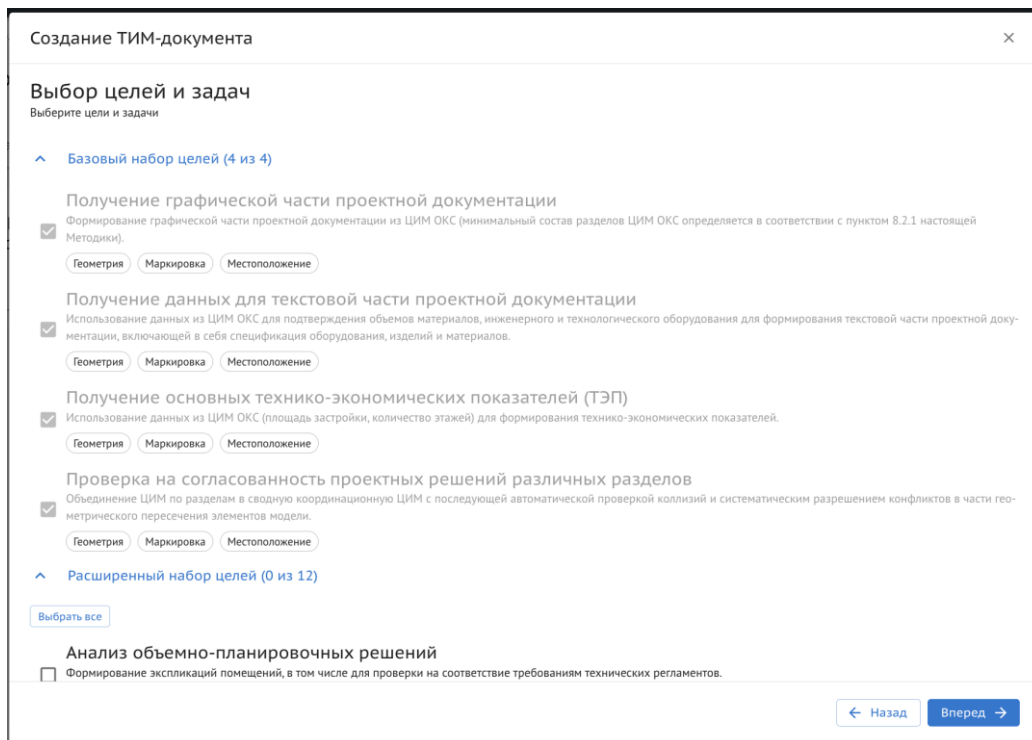 Создание ТИМ-документа
Выбор целей и задач
Выберите цели и задачи
Базовый набор целей (4 из 4)
Получение графической части проектной документации
Формирование графической части проектной документации из ЦИМ ОКС (минимальный состав разделов ЦИМ ОКС определяется в соответствии с пунктом 8.2.1 настоящей
Методики).
Геометрия Маркировка Местоположение
Получение данных для текстовой части проектной документации
Использование данных из ЦИМ ОКС для подтверждения объемов материалов, инженерного и технологического оборудования для формирования текстовой части проектной доку-
ментации, включающей в себя спецификация оборудования, изделий и материалов.
Геометрия Маркировка Местоположение
Получение основных технико-экономических показателей (ТЭП)
Использование данных из ЦИМ ОКС (площадь застройки, количество этажей) для формирования технико-экономических показателей.
Геометрия Маркировка Местоположение
Проверка на согласованность проектных решений различных разделов
Объединение ЦИМ по разделам в сводную координационную ЦИМ с последующей автоматической проверкой коллизий и систематическим разрешением конфликтов в части гео-
метрического пересечения элементов модели.
Геометрия Маркировка Местоположение
Расширенный набор целей (0 из 12)
Выбрать все
Анализ объемно-планировочных решений
Формирование экспликаций помещений, в том числе для проверки на соответствие требованиям технических регламентов.
← Назад Вперед →